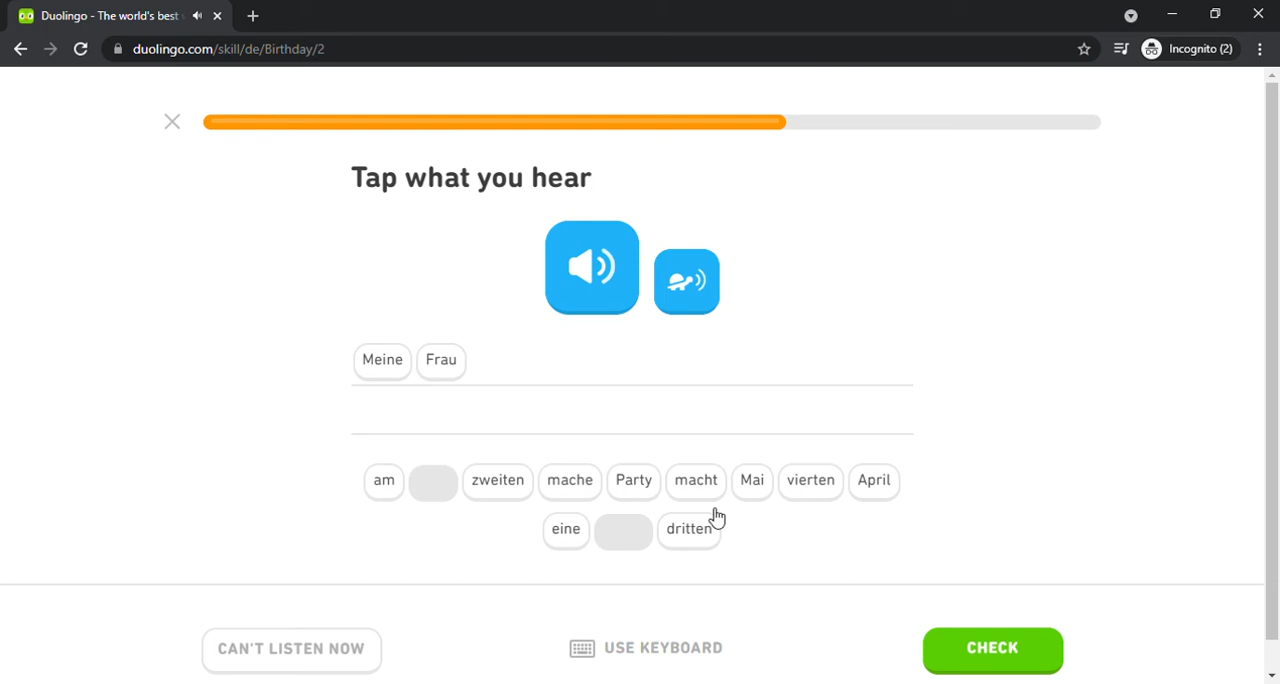 Duolingo - The world's best
duolingo.com/skill/de/Birthday/2
Incognito (2)
Tap what you hear
Meine Frau
am zweiten mache Party macht Mai vierten April
eine dritten
CAN'T LISTEN NOW
USE KEYBOARD
CHECK